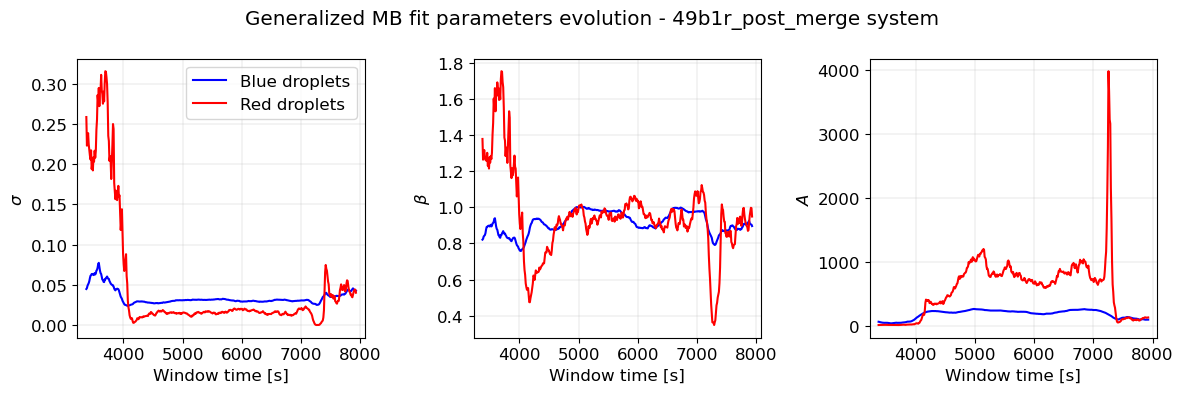 Generalized MB fit parameters evolution - 49b1r_post_merge system
Blue droplets
Red droplets
σ
0.30
0.25
0.20
0.15
0.10
0.05
0.00
4000 5000 6000 7000 8000
Window time [s]
β
1.8
1.6
1.4
1.2
1.0
0.8
0.6
0.4
4000 5000 6000 7000 8000
Window time [s]
A
4000
3000
2000
1000
0
4000 5000 6000 7000 8000
Window time [s]